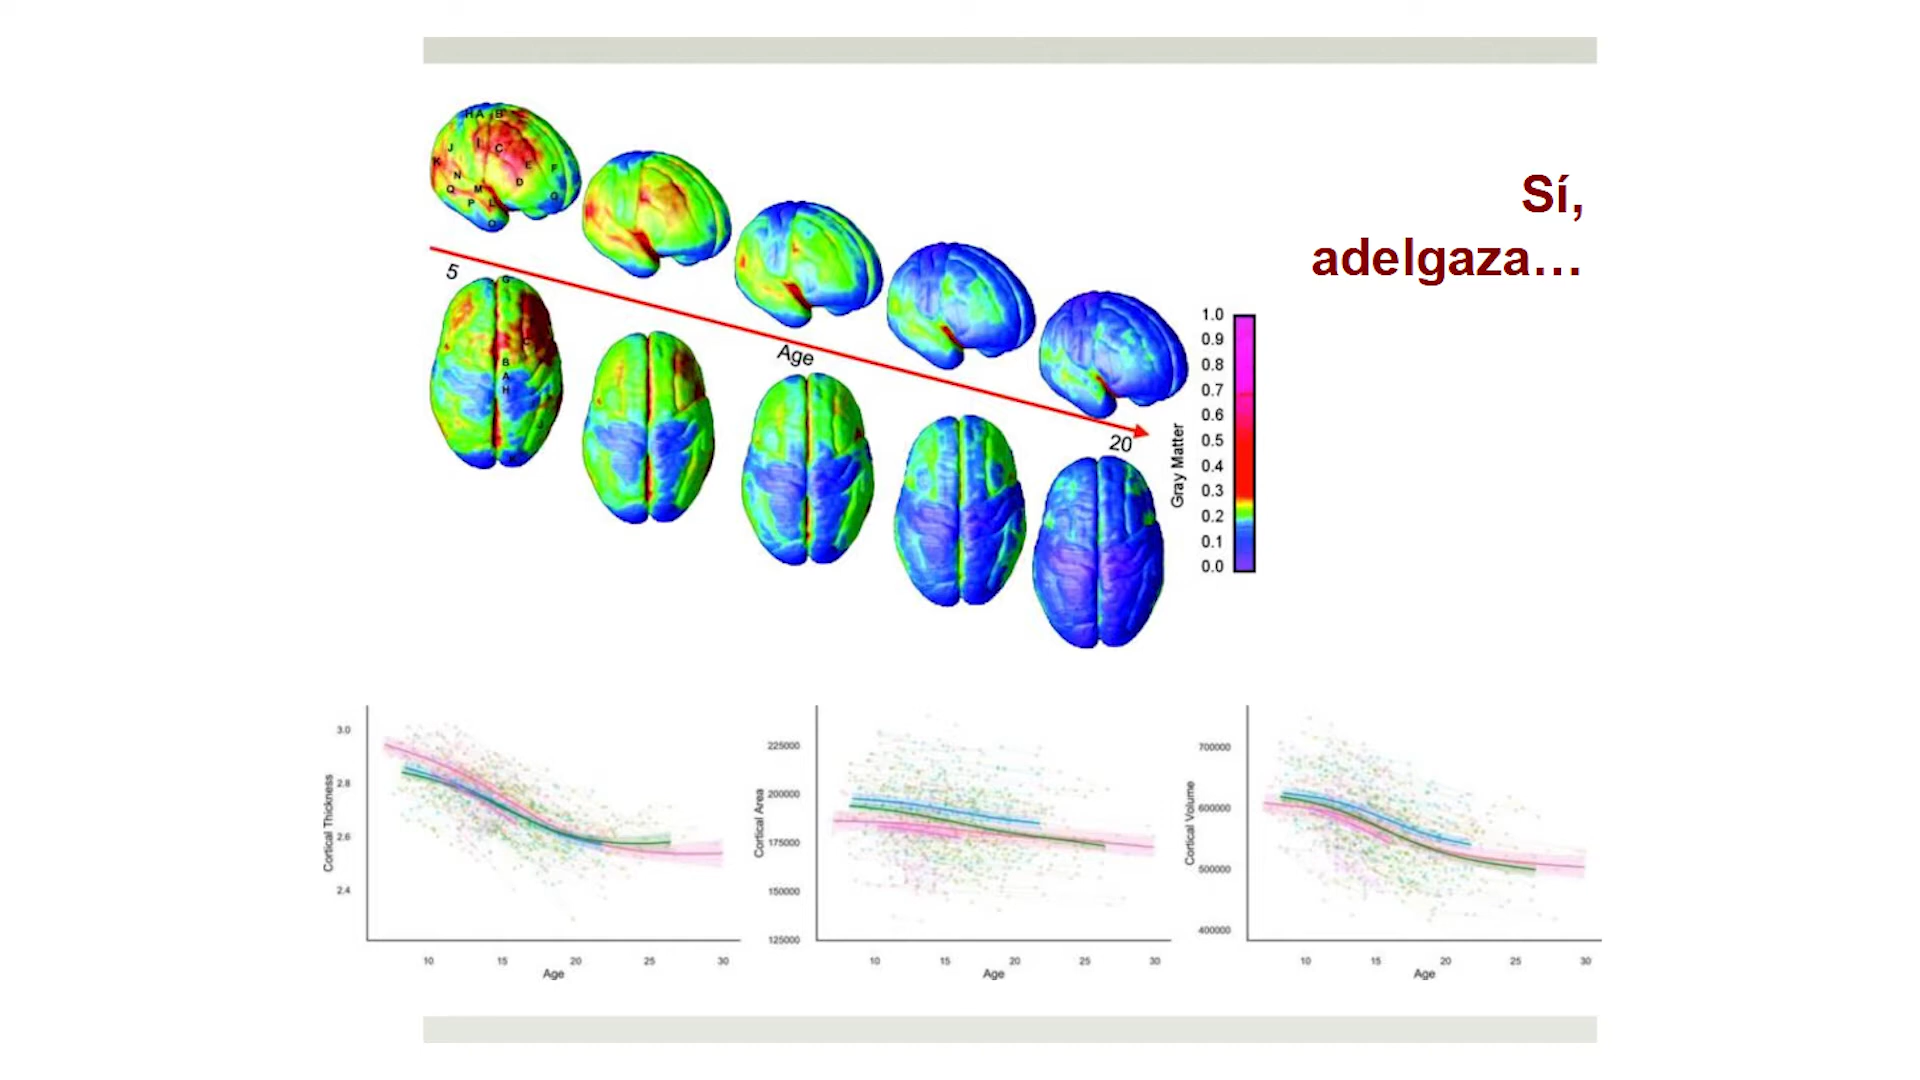 Sí,
adelgaza…
H A B
I
J
C
K
E
F
N
D
Q
M
G
P
L
O
5
Age
20
G
C
B
A
H
J
K
Gray Matter
1.0
0.9
0.8
0.7
0.6
0.5
0.4
0.3
0.2
0.1
0.0
Cortical Thickness
3.0
2.8
2.6
2.4
10 15 20 25 30
Age
Cortical Area
225000
200000
175000
150000
125000
10 15 20 25 30
Age
Cortical Volume
700000
600000
500000
400000
10 15 20 25 30
Age